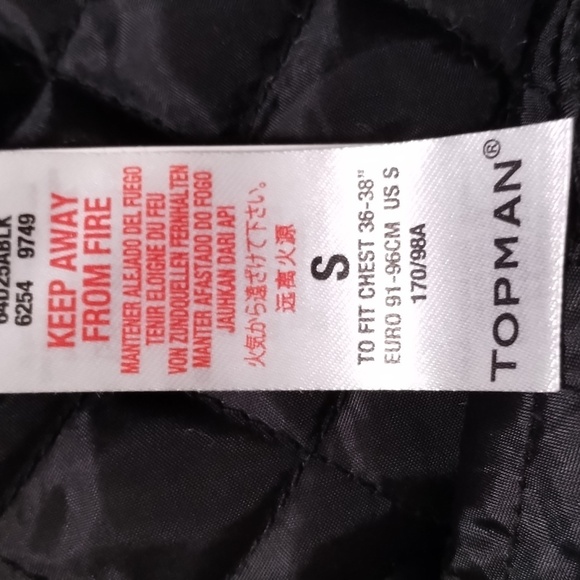 TOPMAN®
S
TO FIT CHEST 36-38"
EURO 91-96CM US S
170/98A
KEEP AWAY
FROM FIRE
MANTENER ALEJADO DEL FUEGO
TENIR ELOIGNE DU FEU
VON ZUNDQUELLEN FERNHALTEN
MANTER AFASTADO DO FOGO
JAUHKAN DARI API
火気から遠ざけて下さい。
远离火源
64D25ABLK
6254 9749